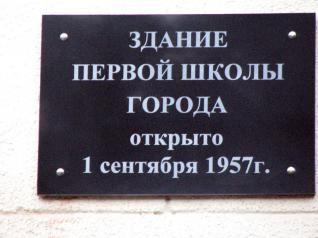 ЗДАНИЕ
ПЕРВОЙ ШКОЛЫ
ГОРОДА
открыто
1 сентября 1957г.